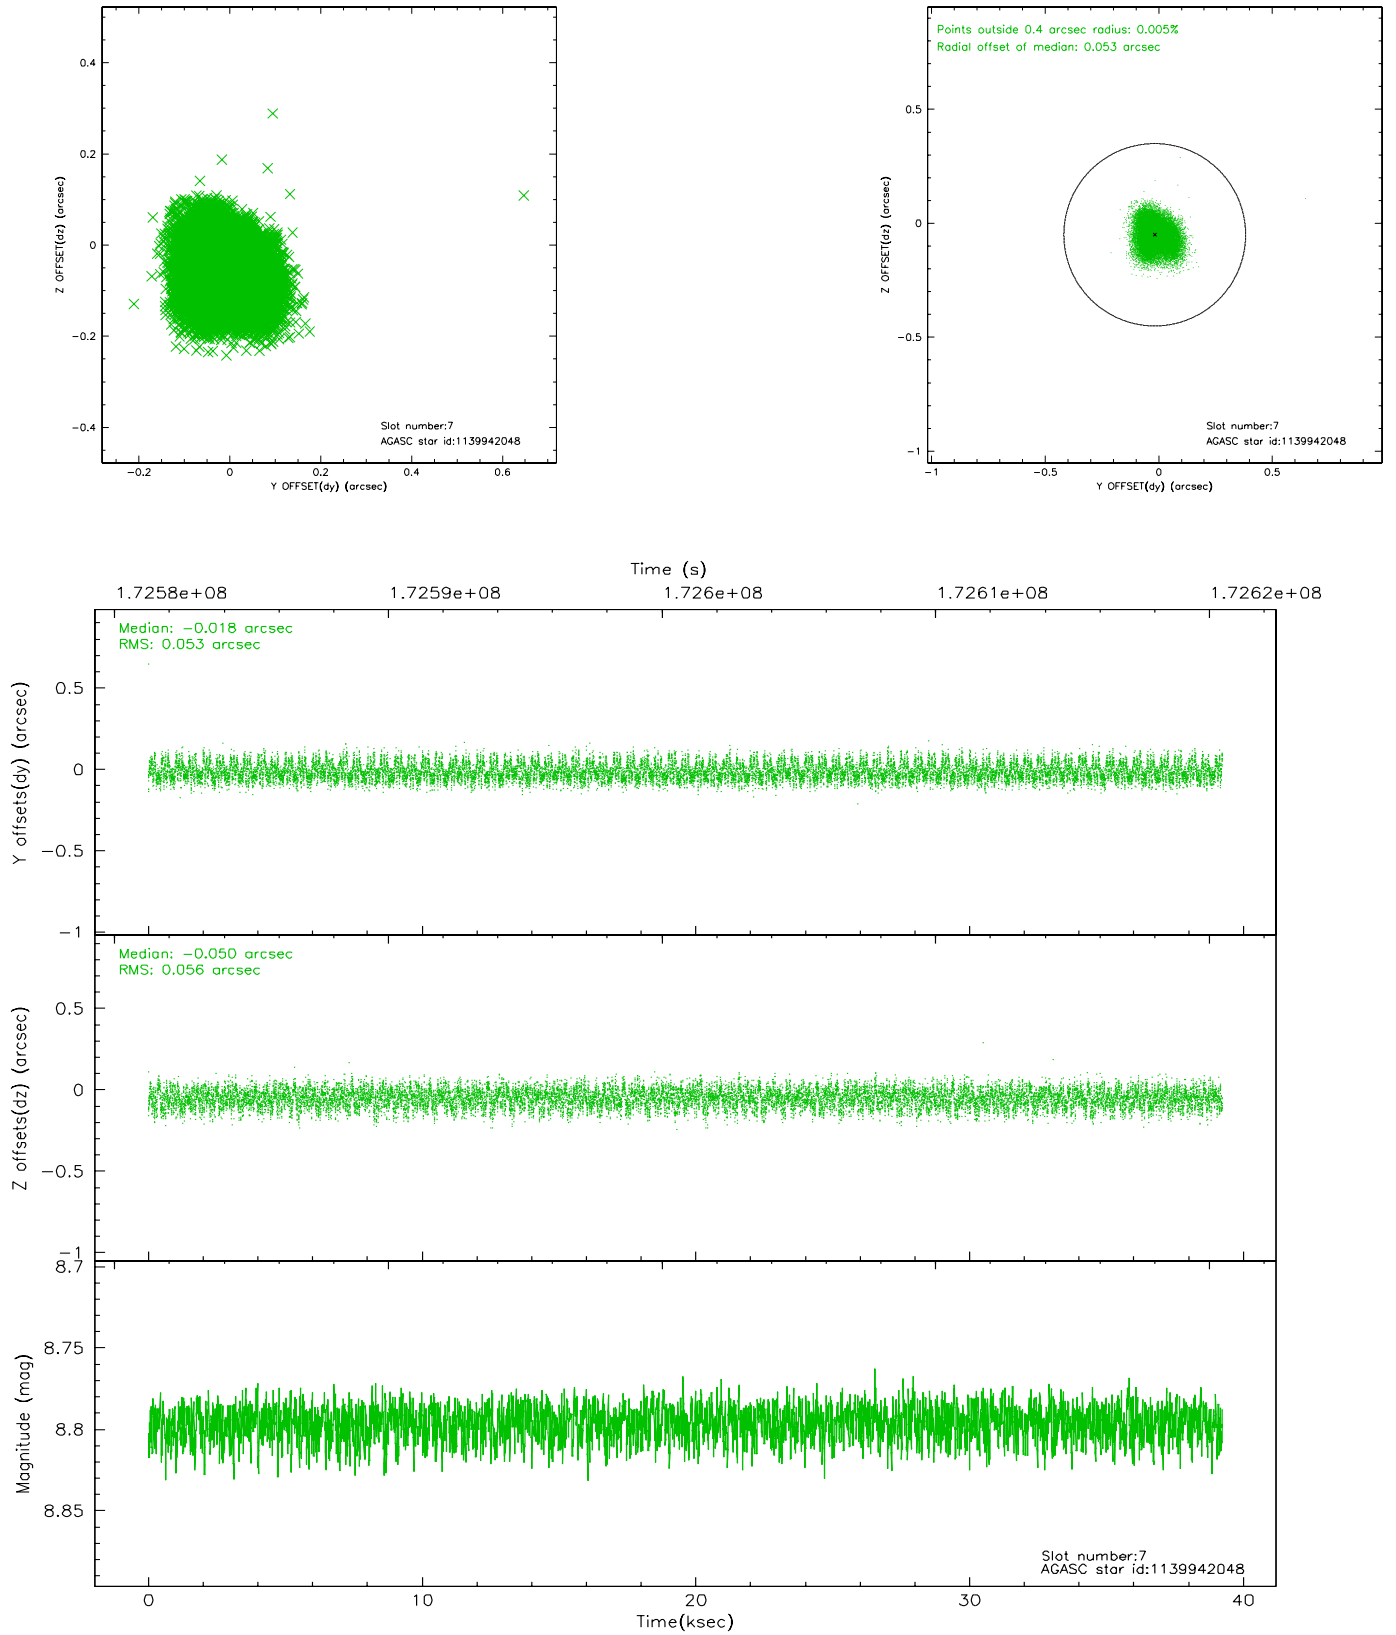 0.4
0.2
0
−0.2
−0.4
Z OFFSET(dz) (arcsec)
Slot number:7
AGASC star id:1139942048
−0.2 0 0.2 0.4 0.6
Y OFFSET(dy) (arcsec)
Points outside 0.4 arcsec radius: 0.005%
Radial offset of median: 0.053 arcsec
0.5
0
−0.5
−1
Z OFFSET(dz) (arcsec)
Slot number:7
AGASC star id:1139942048
−1 −0.5 0 0.5
Y OFFSET(dy) (arcsec)
Time (s)
1.7258e+08 1.7259e+08 1.726e+08 1.7261e+08 1.7262e+08
Median: −0.018 arcsec
RMS: 0.053 arcsec
0.5
0
−0.5
−1
Y offsets(dy) (arcsec)
Median: −0.050 arcsec
RMS: 0.056 arcsec
0.5
0
−0.5
−1
Z offsets(dz) (arcsec)
8.7
8.75
8.8
8.85
Magnitude (mag)
Slot number:7
AGASC star id:1139942048
0 10 20 30 40
Time(ksec)